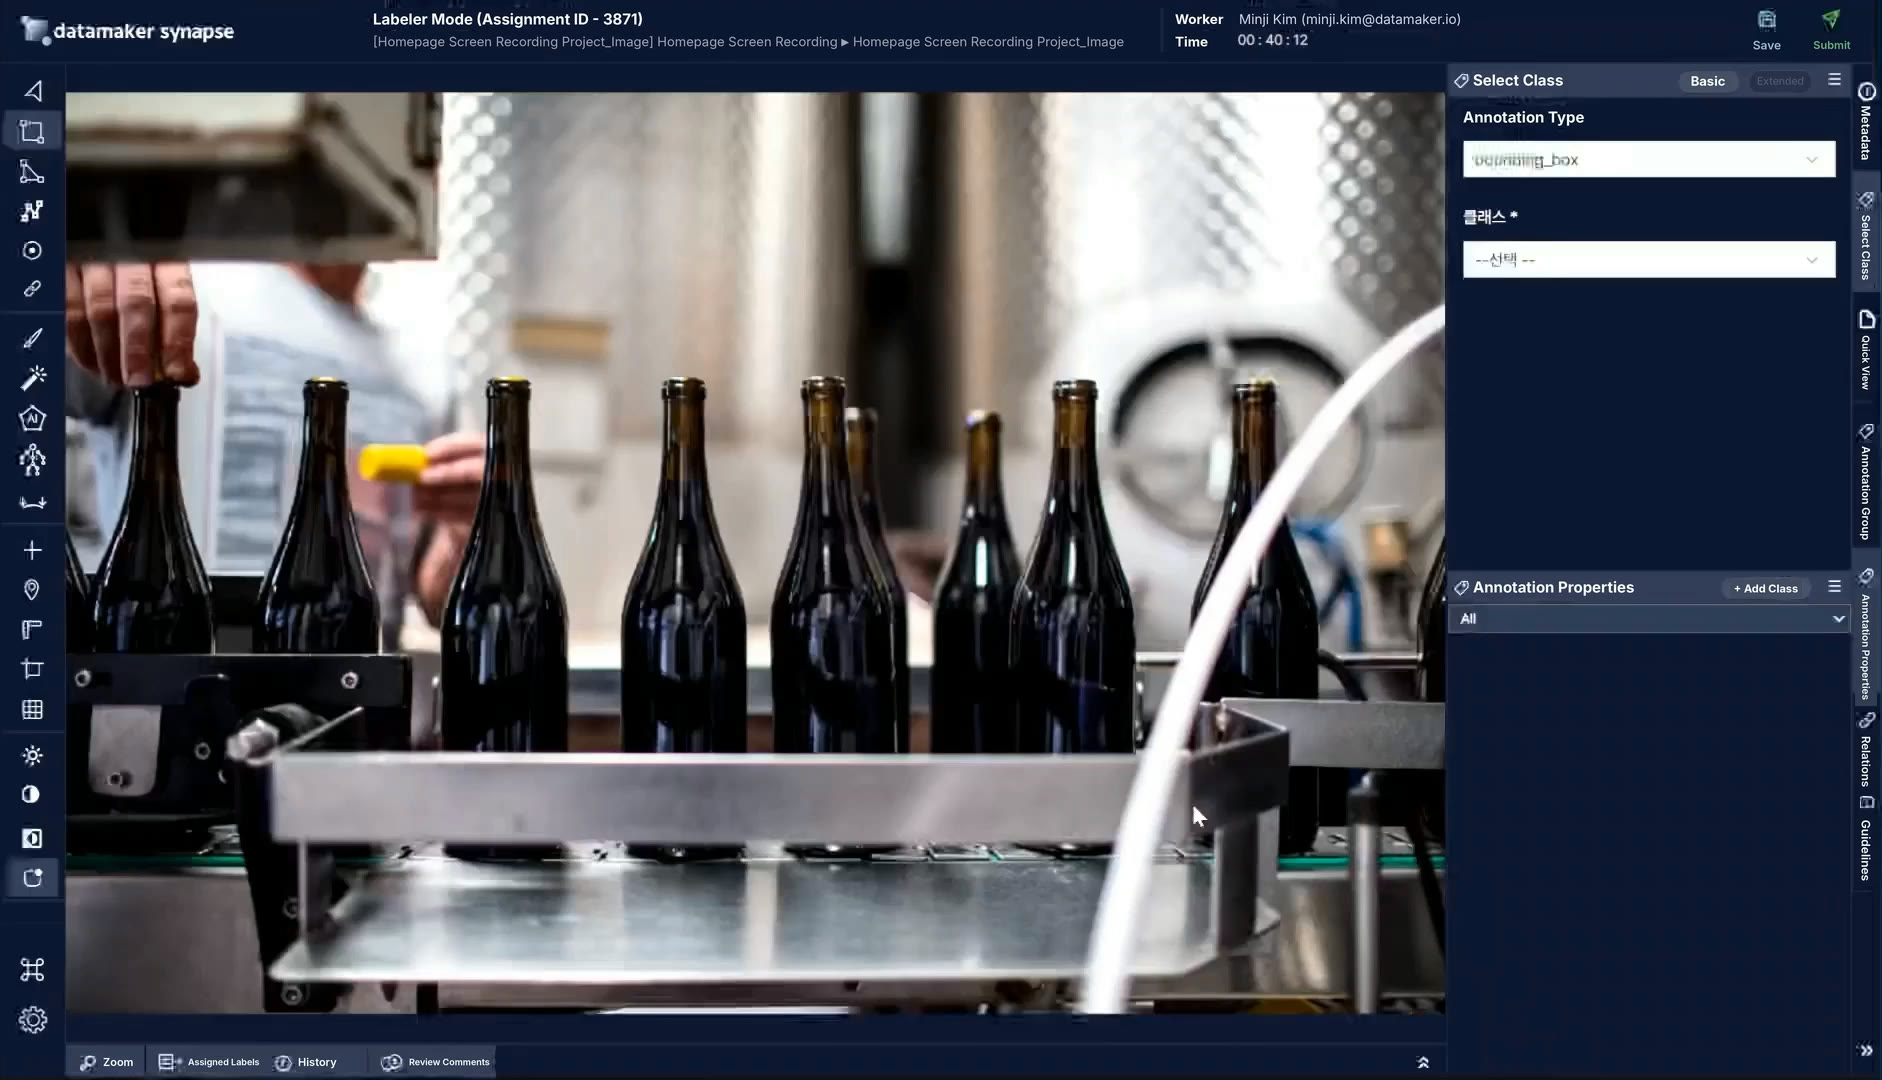 datamaker synapse
Labeler Mode (Assignment ID - 3871)
[Homepage Screen Recording Project_Image] Homepage Screen Recording ▸ Homepage Screen Recording Project_Image
Worker Minji Kim (minji.kim@datamaker.io)
Time 00:40:12
Save
Submit
Select Class
Basic
Extended
Annotation Type
bounding_box
클래스 *
--선택 --
Annotation Properties
+ Add Class
All
Metadata
Select Class
Quick View
Annotation Group
Annotation Properties
Relations
Guidelines
AI
Zoom
Assigned Labels
History
Review Comments